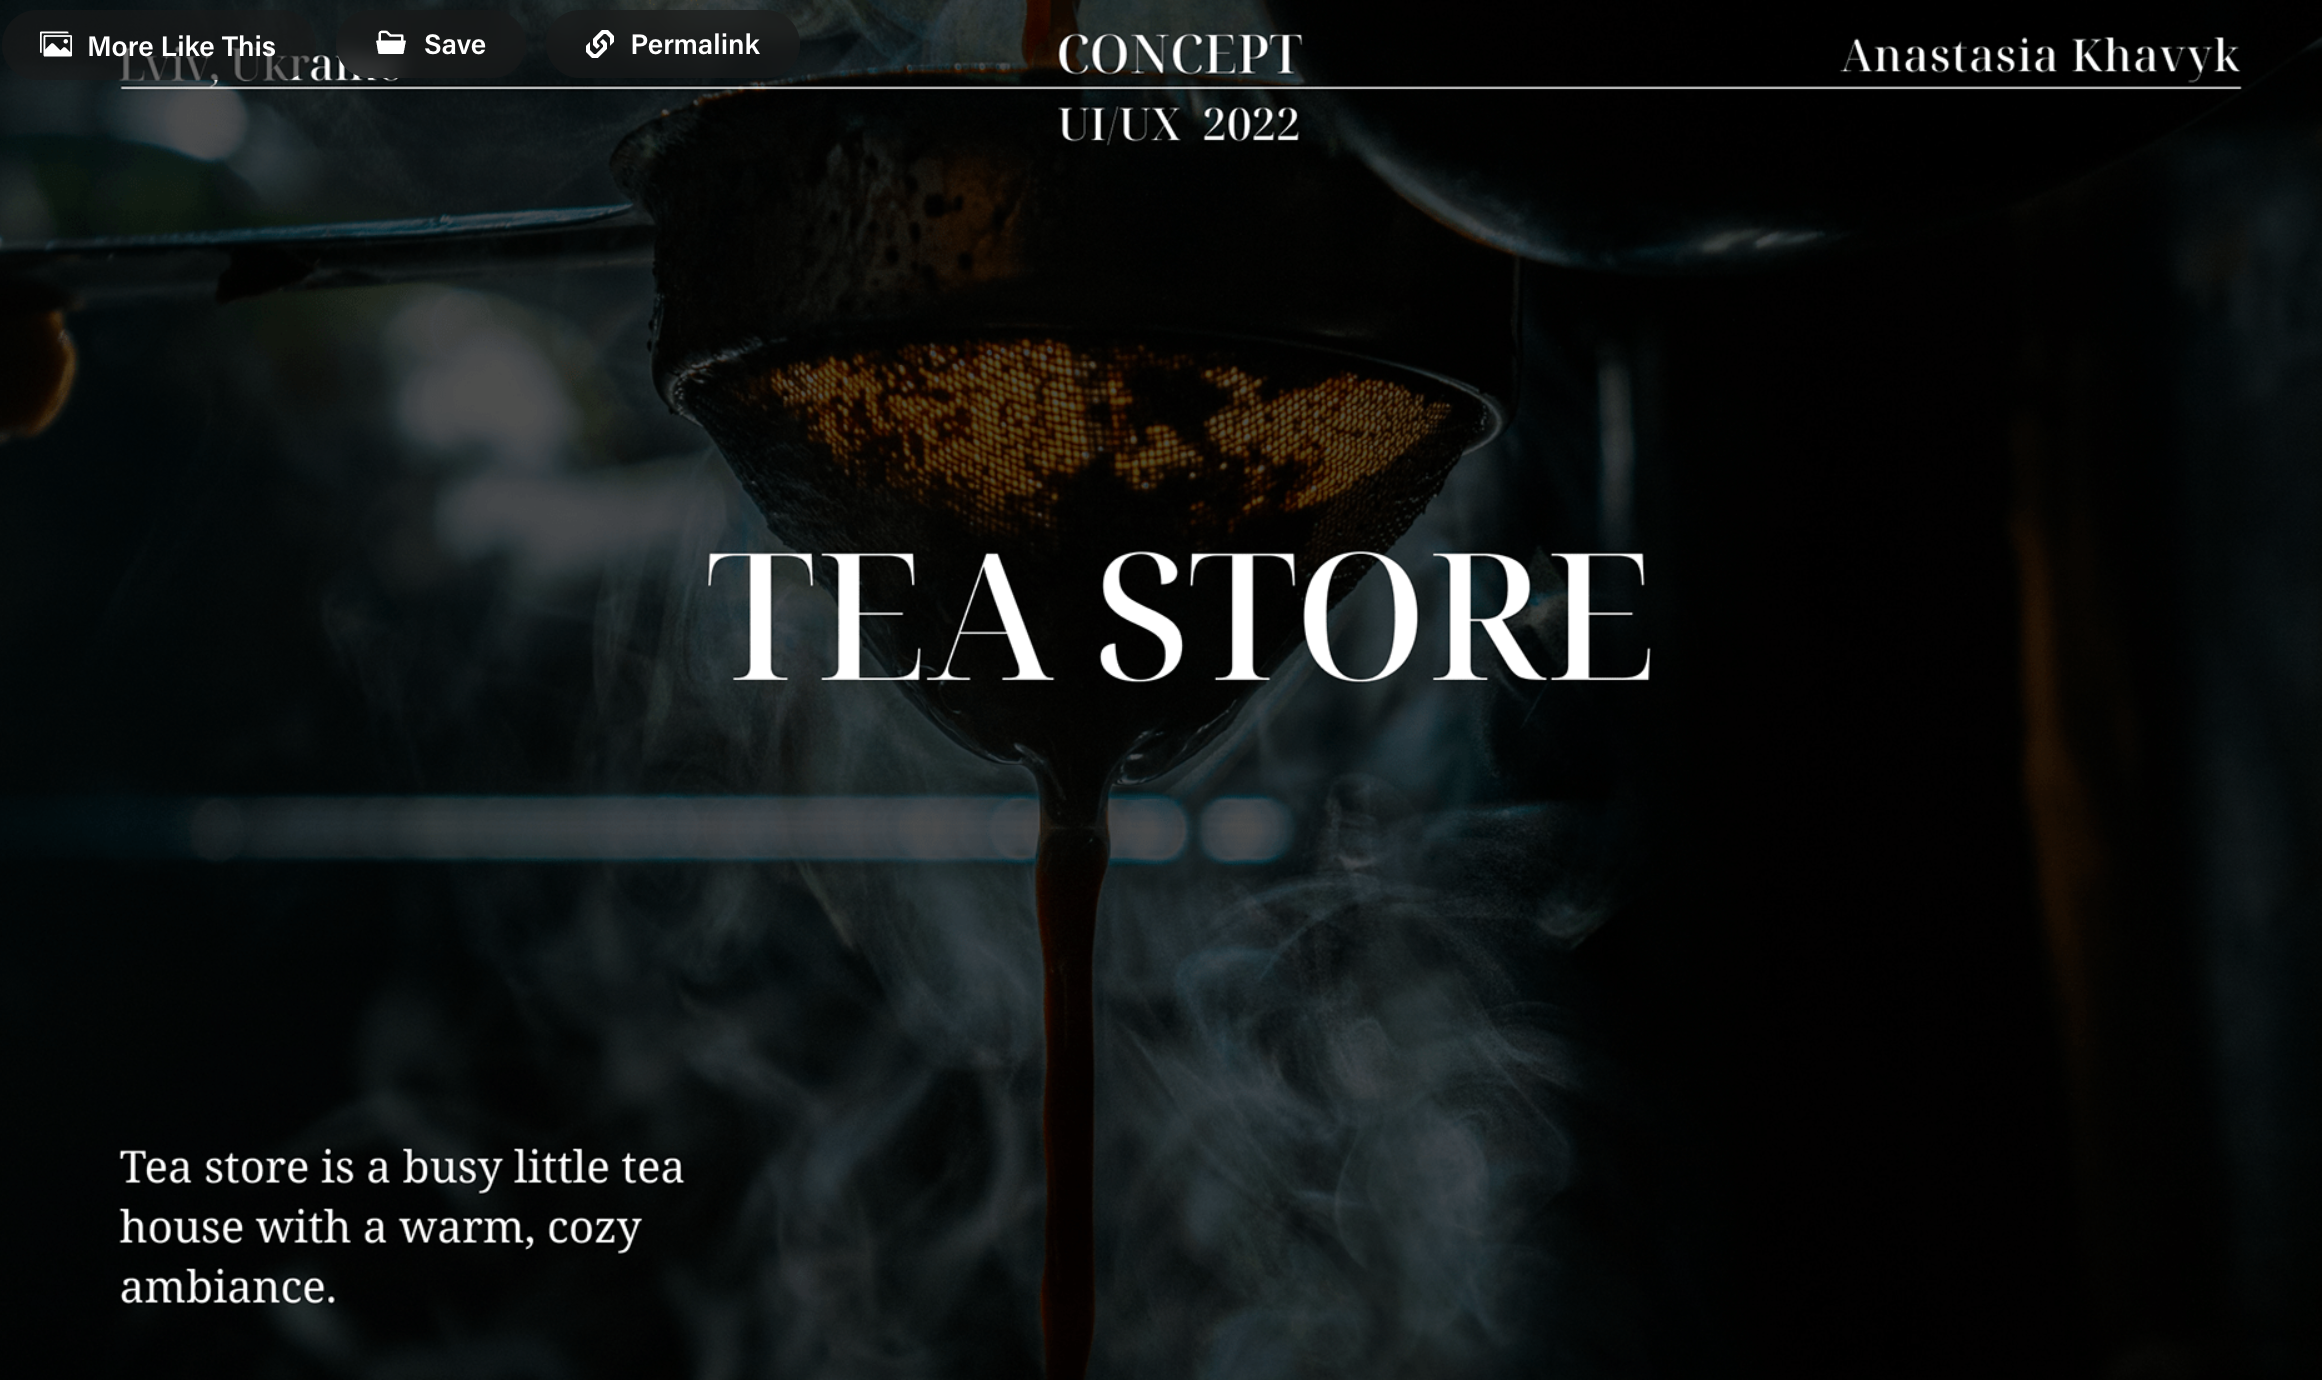 More Like This
Save
Permalink
Lviv, Ukraine
CONCEPT
Anastasia Khavyk
UI/UX 2022
TEA STORE
Tea store is a busy little tea
house with a warm, cozy
ambiance.